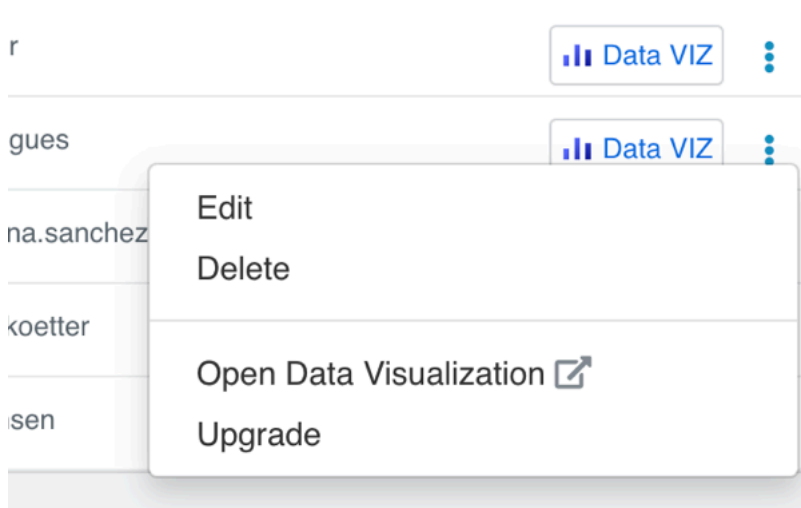 r Data VIZ
gues Data VIZ
Edit
na.sanchez
Delete
koetter
Open Data Visualization
sen
Upgrade